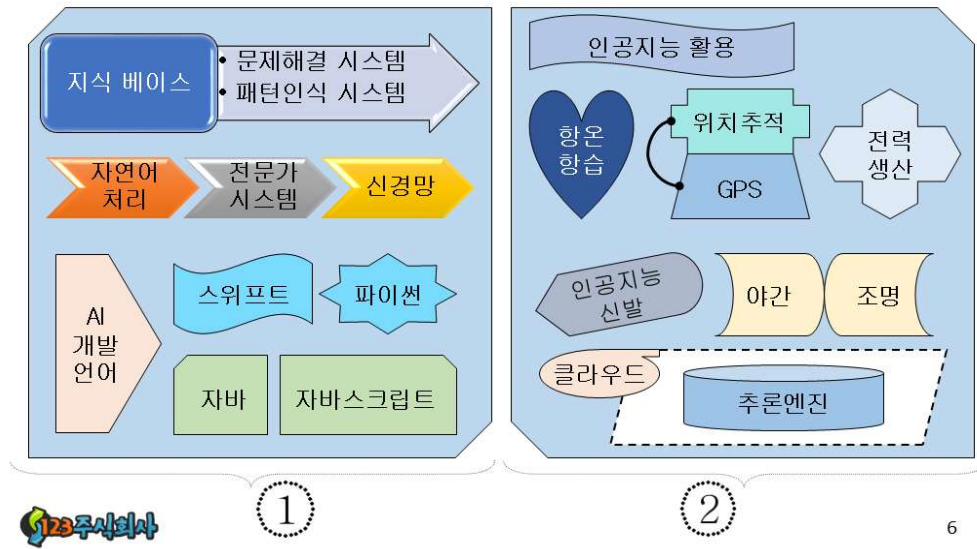 지식 베이스
• 문제해결 시스템
• 패턴인식 시스템
자연어
처리
전문가
시스템
신경망
AI
개발
언어
스위프트
파이썬
자바
자바스크립트
1
인공지능 활용
항온
항습
위치추적
GPS
전력
생산
인공지능
신발
야간
조명
클라우드
추론엔진
2
123주식회사
6